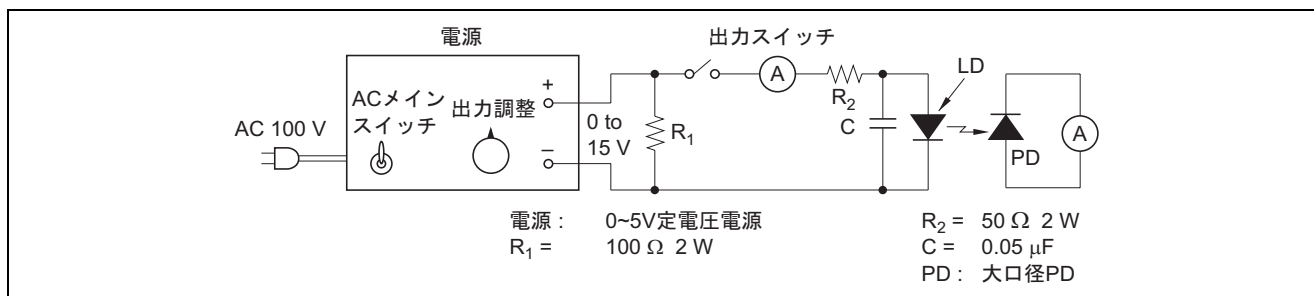 電源
出力スイッチ
ACメイン
スイッチ
出力調整
AC 100 V
+
−
0 to
15 V
R1
A
R2
C
LD
PD
A
電源 : 0~5V定電圧電源
R1 = 100 Ω 2 W
R2 = 50 Ω 2 W
C = 0.05 μF
PD : 大口径PD